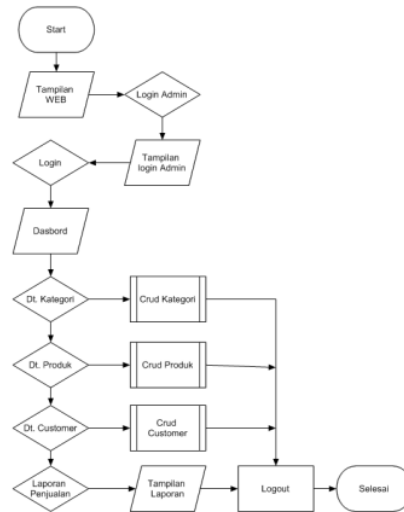 Start
Tampilan
WEB
Login Admin
Login
Tampilan
login Admin
Dasbord
Dt. Kategori
Crud Kategori
Dt. Produk
Crud Produk
Dt. Customer
Crud
Customer
Laporan
Penjualan
Tampilan
Laporan
Logout
Selesai